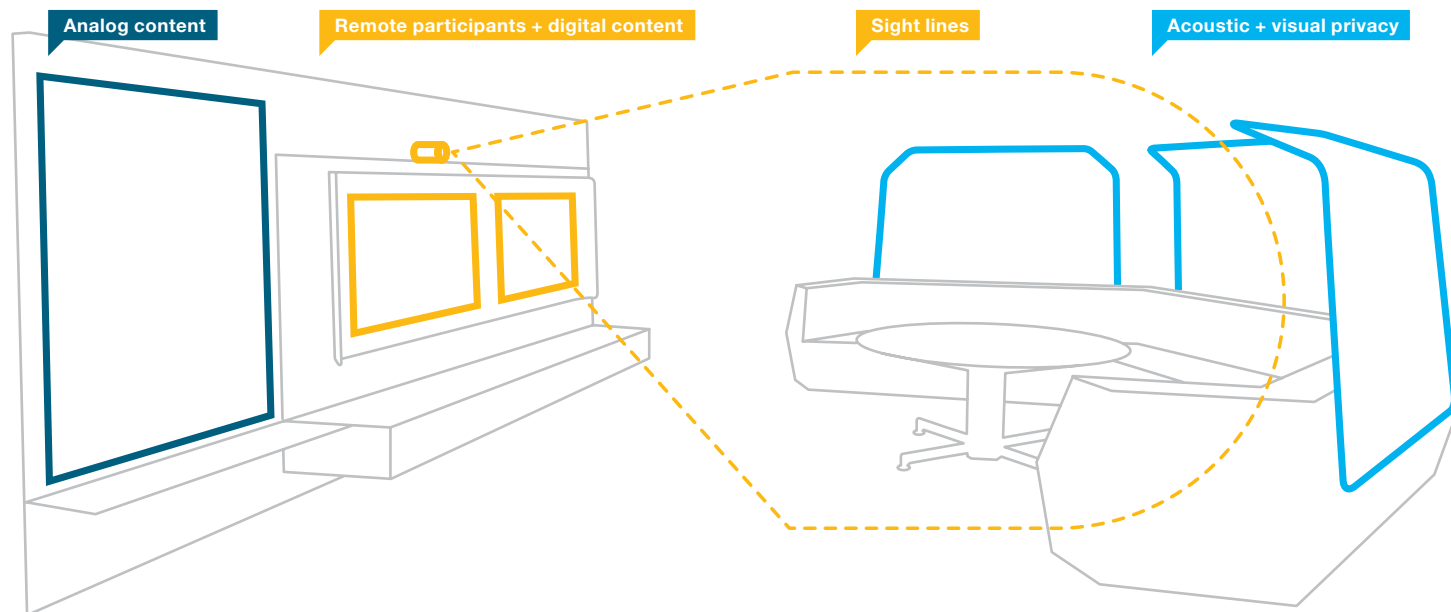 Analog content
Remote participants + digital content
Sight lines
Acoustic + visual privacy